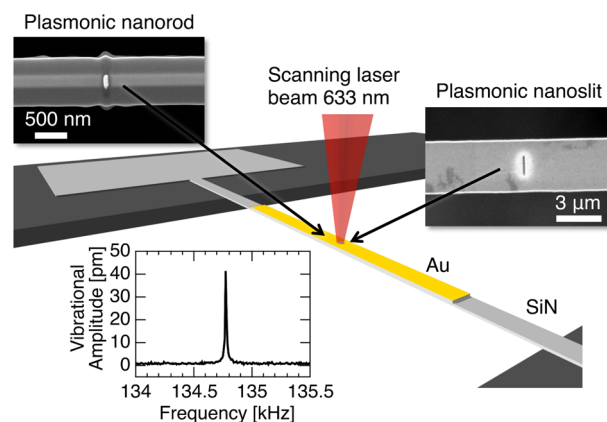 Plasmonic nanorod
500 nm
Scanning laser
beam 633 nm
Plasmonic nanoslit
3 µm
Au
SiN
Vibrational
Amplitude [pm]
50
40
30
20
10
0
134
134.5
135
135.5
Frequency [kHz]